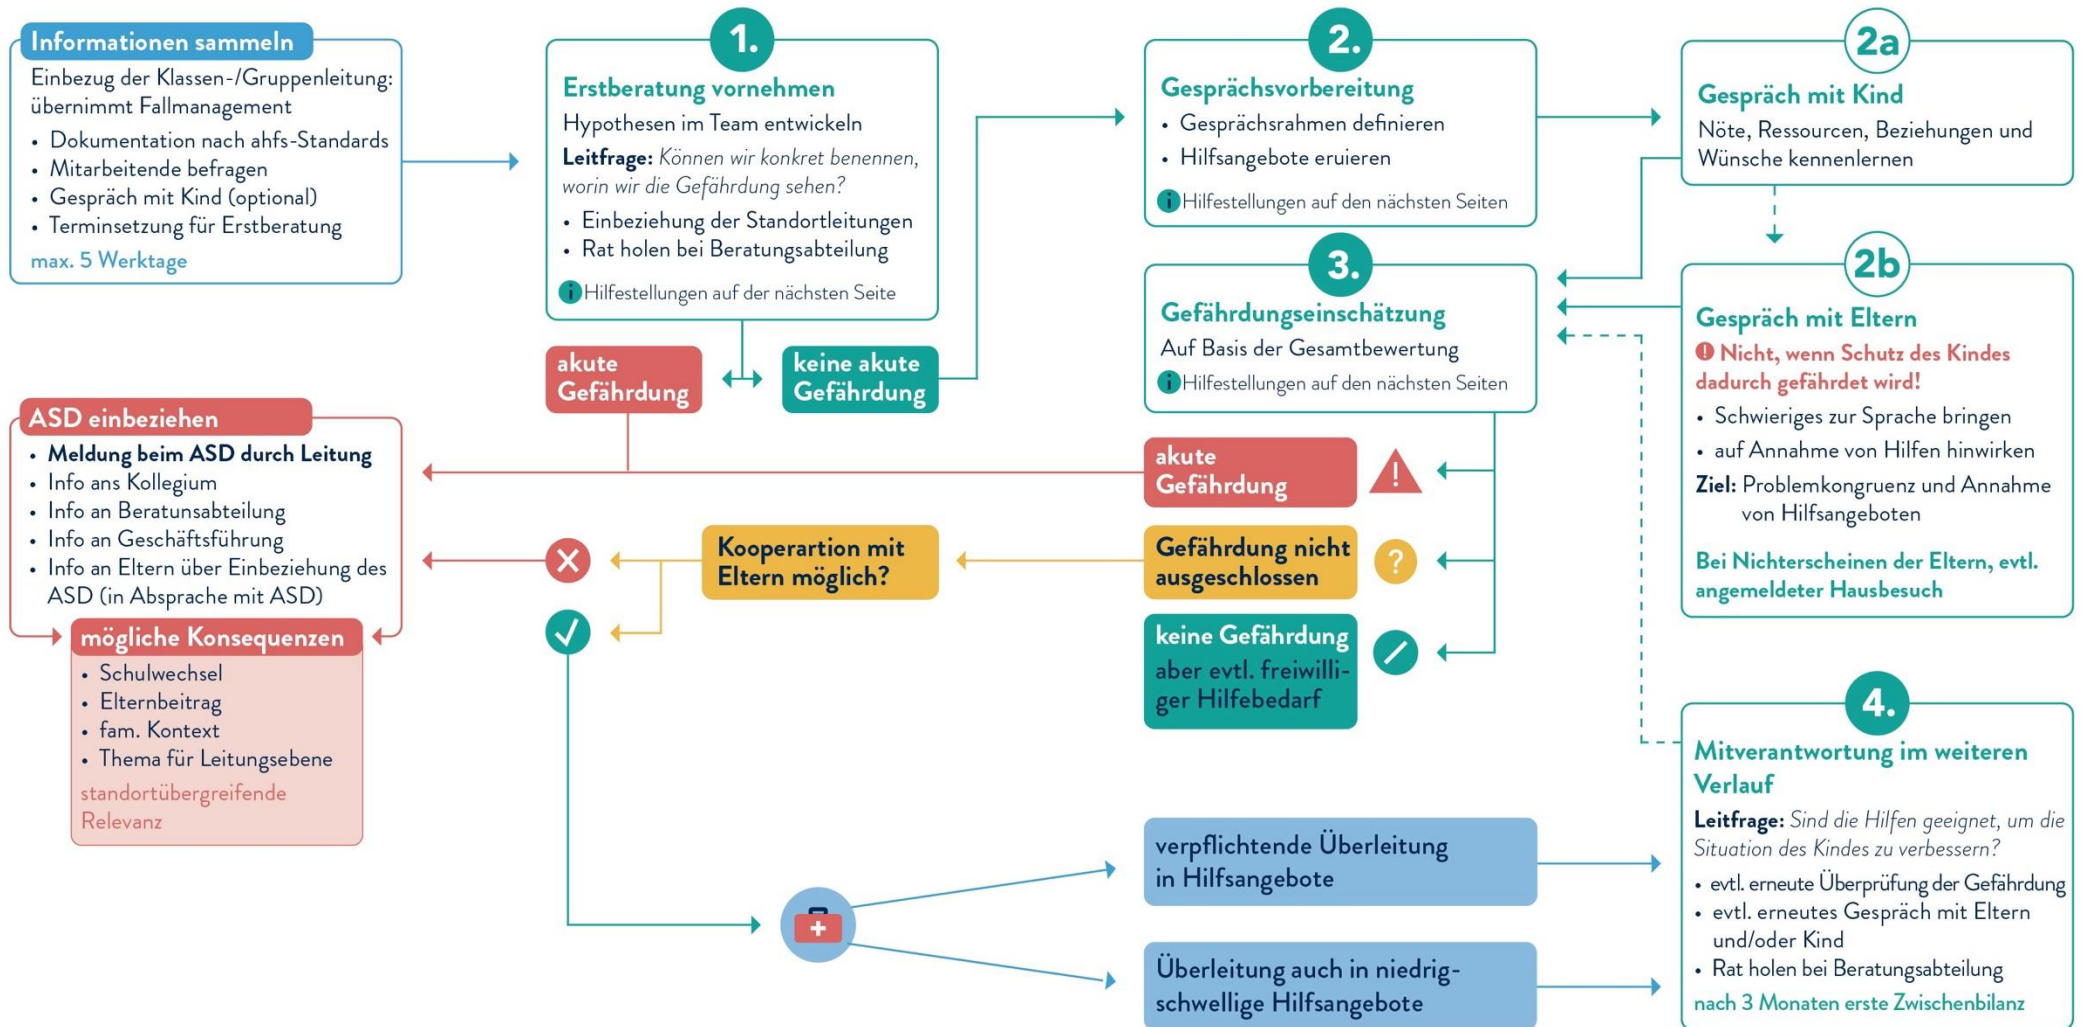 Informationen sammeln
Einbezug der Klassen-/Gruppenleitung:
übernimmt Fallmanagement
• Dokumentation nach ahfs-Standards
• Mitarbeitende befragen
• Gespräch mit Kind (optional)
• Terminsetzung für Erstberatung
max. 5 Werktage
1.
Erstberatung vornehmen
Hypothesen im Team entwickeln
Leitfrage: Können wir konkret benennen,
worin wir die Gefährdung sehen?
• Einbeziehung der Standortleitungen
• Rat holen bei Beratungsabteilung
i Hilfestellungen auf der nächsten Seite
akute
Gefährdung
keine akute
Gefährdung
2.
Gesprächsvorbereitung
• Gesprächsrahmen definieren
• Hilfsangebote eruieren
i Hilfestellungen auf den nächsten Seiten
2a
Gespräch mit Kind
Nöte, Ressourcen, Beziehungen und
Wünsche kennenlernen
2b
Gespräch mit Eltern
! Nicht, wenn Schutz des Kindes
dadurch gefährdet wird!
• Schwieriges zur Sprache bringen
• auf Annahme von Hilfen hinwirken
Ziel: Problemkongruenz und Annahme
von Hilfsangeboten
Bei Nichterscheinen der Eltern, evtl.
angemeldeter Hausbesuch
3.
Gefährdungseinschätzung
Auf Basis der Gesamtbewertung
i Hilfestellungen auf den nächsten Seiten
akute
Gefährdung
!
Gefährdung nicht
ausgeschlossen
?
keine Gefährdung
aber evtl. freiwilli-
ger Hilfebedarf
Kooperartion mit
Eltern möglich?
ASD einbeziehen
• Meldung beim ASD durch Leitung
• Info ans Kollegium
• Info an Beratunsabteilung
• Info an Geschäftsführung
• Info an Eltern über Einbeziehung des
ASD (in Absprache mit ASD)
mögliche Konsequenzen
• Schulwechsel
• Elternbeitrag
• fam. Kontext
• Thema für Leitungsebene
standortübergreifende
Relevanz
verpflichtende Überleitung
in Hilfsangebote
Überleitung auch in niedrig-
schwellige Hilfsangebote
4.
Mitverantwortung im weiteren
Verlauf
Leitfrage: Sind die Hilfen geeignet, um die
Situation des Kindes zu verbessern?
• evtl. erneute Überprüfung der Gefährdung
• evtl. erneutes Gespräch mit Eltern
und/oder Kind
• Rat holen bei Beratungsabteilung
nach 3 Monaten erste Zwischenbilanz